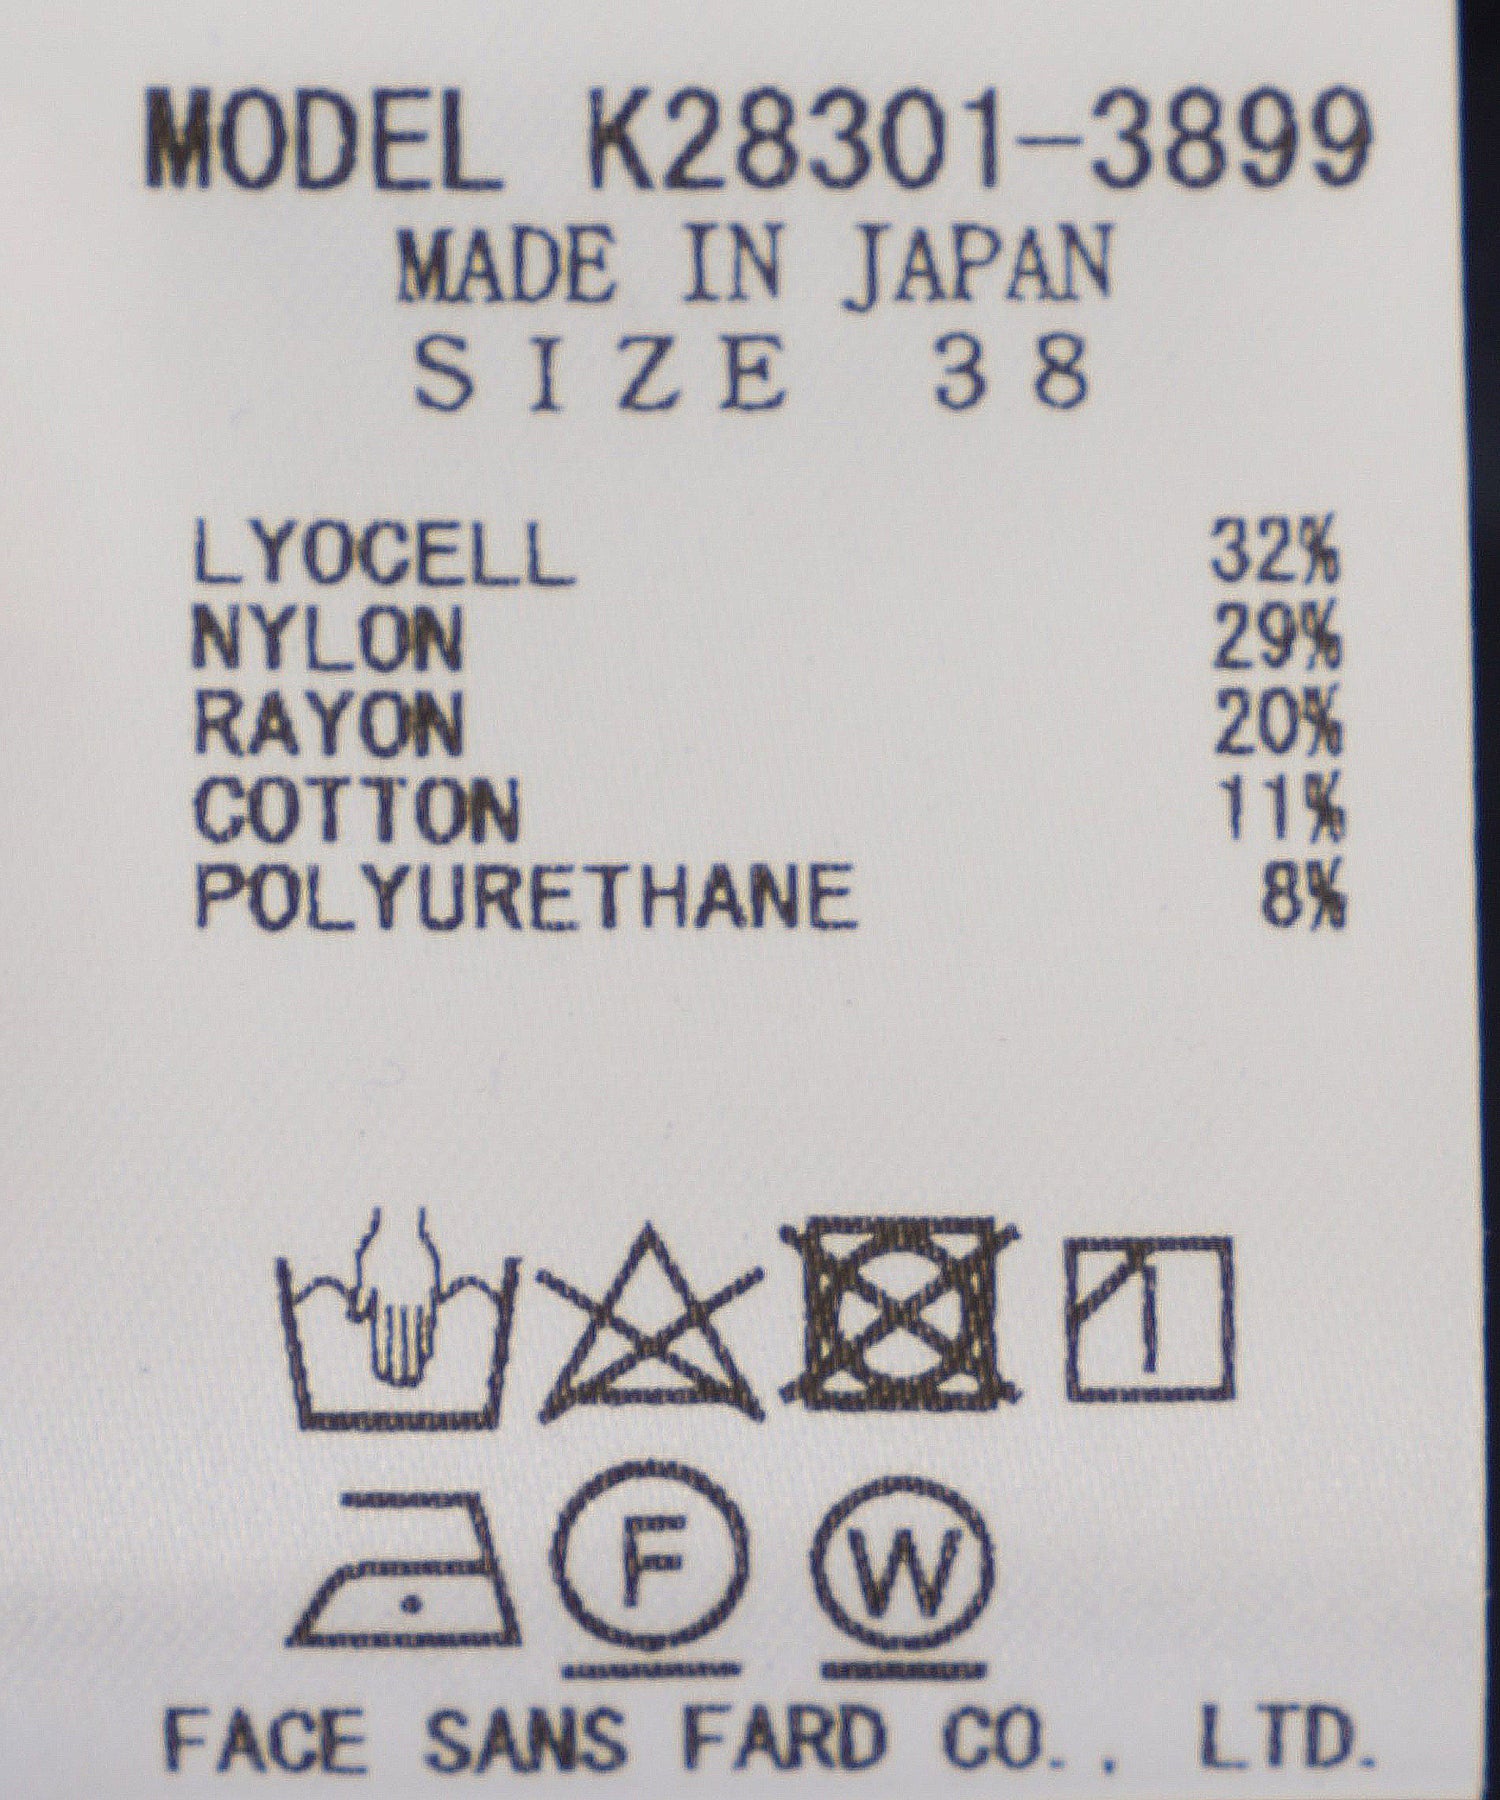 MODEL K28301-3899
MADE IN JAPAN
SIZE 38
LYOCELL 32%
NYLON 29%
RAYON 20%
COTTON 11%
POLYURETHANE 8%
F W
FACE SANS FARD CO., LTD.